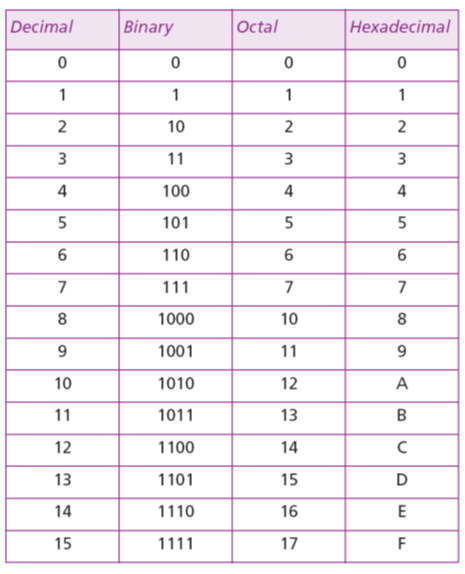 Decimal Binary Octal Hexadecimal
0 0 0 0
1 1 1 1
2 10 2 2
3 11 3 3
4 100 4 4
5 101 5 5
6 110 6 6
7 111 7 7
8 1000 10 8
9 1001 11 9
10 1010 12 A
11 1011 13 B
12 1100 14 C
13 1101 15 D
14 1110 16 E
15 1111 17 F